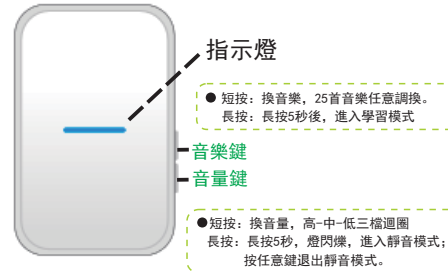 指示燈
● 短按：換音樂，25首音樂任意調換。
長按：長按5秒後，進入學習模式
音樂鍵
音量鍵
●短按：換音量，高-中-低三檔迴圈
長按：長按5秒，燈閃爍，進入靜音模式；
按任意鍵退出靜音模式。